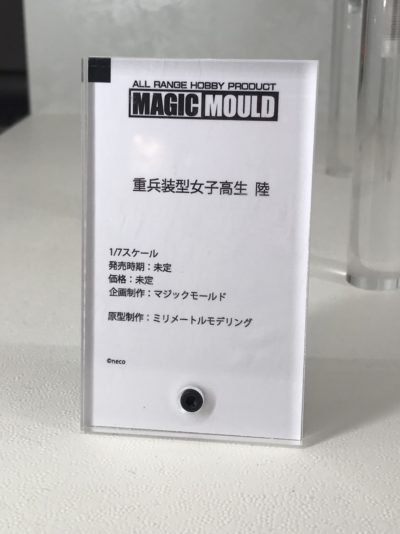 ALL RANGE HOBBY PRODUCT
MAGIC MOULD
重兵装型女子高生 陸
1/7スケール
発売時期：未定
価格：未定
企画制作：マジックモールド
原型制作：ミリメートルモデリング
©neco